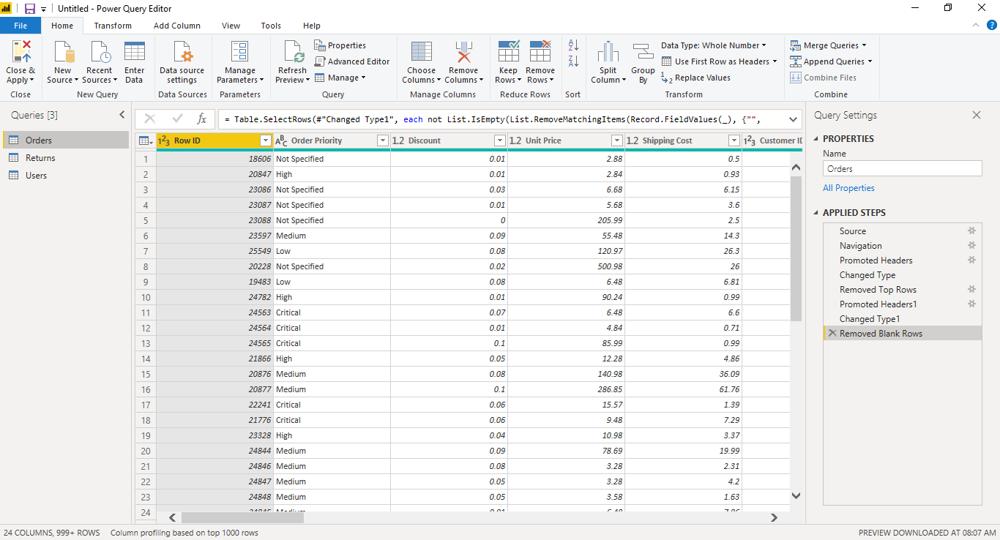 Untitled - Power Query Editor
File Home Transform Add Column View Tools Help
Close & Apply New Source Recent Sources Enter Data Data source settings Manage Parameters Refresh Preview Properties Advanced Editor Manage Choose Columns Remove Columns Keep Rows Remove Rows Split Column Group By Data Type: Whole Number Use First Row as Headers Replace Values Merge Queries Append Queries Combine Files
Close New Query Data Sources Parameters Query Manage Columns Reduce Rows Sort Transform Combine
Queries [3]
Orders
Returns
Users
= Table.SelectRows(#"Changed Type1", each not List.IsEmpty(List.RemoveMatchingItems(Record.FieldValues(_), {"",
1²3 Row ID ABC Order Priority 1.2 Discount 1.2 Unit Price 1.2 Shipping Cost 1²3 Customer ID
1 18606 Not Specified 0.01 2.88 0.5
2 20847 High 0.01 2.84 0.93
3 23086 Not Specified 0.03 6.68 6.15
4 23087 Not Specified 0.01 5.68 3.6
5 23088 Not Specified 0 205.99 2.5
6 23597 Medium 0.09 55.48 14.3
7 25549 Low 0.08 120.97 26.3
8 20228 Not Specified 0.02 500.98 26
9 19483 Low 0.08 6.48 6.81
10 24782 High 0.01 90.24 0.99
11 24563 Critical 0.07 6.48 6.6
12 24564 Critical 0.01 4.84 0.71
13 24565 Critical 0.1 85.99 0.99
14 21866 High 0.05 12.28 4.86
15 20876 Medium 0.08 140.98 36.09
16 20877 Medium 0.1 286.85 61.76
17 22241 Critical 0.06 15.57 1.39
18 21776 Critical 0.06 9.48 7.29
19 23328 High 0.04 10.98 3.37
20 24844 Medium 0.09 78.69 19.99
21 24846 Medium 0.08 3.28 2.31
22 24847 Medium 0.05 3.28 4.2
23 24848 Medium 0.05 3.58 1.63
24
Query Settings
PROPERTIES
Name
Orders
All Properties
APPLIED STEPS
Source
Navigation
Promoted Headers
Changed Type
Removed Top Rows
Promoted Headers1
Changed Type1
Removed Blank Rows
24 COLUMNS, 999+ ROWS Column profiling based on top 1000 rows PREVIEW DOWNLOADED AT 08:07 AM